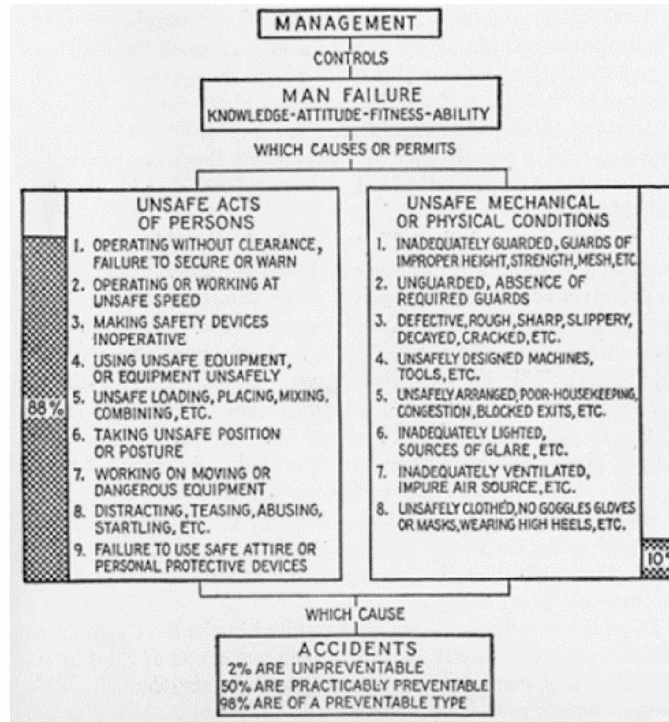 MANAGEMENT
CONTROLS
MAN FAILURE
KNOWLEDGE-ATTITUDE-FITNESS-ABILITY
WHICH CAUSES OR PERMITS
UNSAFE ACTS
OF PERSONS
1. OPERATING WITHOUT CLEARANCE,
FAILURE TO SECURE OR WARN
2. OPERATING OR WORKING AT
UNSAFE SPEED
3. MAKING SAFETY DEVICES
INOPERATIVE
4. USING UNSAFE EQUIPMENT,
OR EQUIPMENT UNSAFELY
5. UNSAFE LOADING, PLACING, MIXING,
COMBINING, ETC.
6. TAKING UNSAFE POSITION
OR POSTURE
7. WORKING ON MOVING OR
DANGEROUS EQUIPMENT
8. DISTRACTING, TEASING, ABUSING,
STARTLING, ETC.
9. FAILURE TO USE SAFE ATTIRE OR
PERSONAL PROTECTIVE DEVICES
88%
UNSAFE MECHANICAL
OR PHYSICAL CONDITIONS
1. INADEQUATELY GUARDED, GUARDS OF
IMPROPER HEIGHT, STRENGTH, MESH, ETC.
2. UNGUARDED, ABSENCE OF
REQUIRED GUARDS
3. DEFECTIVE, ROUGH, SHARP, SLIPPERY,
DECAYED, CRACKED, ETC.
4. UNSAFELY DESIGNED MACHINES,
TOOLS, ETC.
5. UNSAFELY ARRANGED, POOR-HOUSEKEEPING,
CONGESTION, BLOCKED EXITS, ETC.
6. INADEQUATELY LIGHTED,
SOURCES OF GLARE, ETC.
7. INADEQUATELY VENTILATED,
IMPURE AIR SOURCE, ETC.
8. UNSAFELY CLOTHED, NO GOGGLES GLOVES
OR MASKS, WEARING HIGH HEELS, ETC.
10%
WHICH CAUSE
ACCIDENTS
2% ARE UNPREVENTABLE
50% ARE PRACTICABLY PREVENTABLE
98% ARE OF A PREVENTABLE TYPE